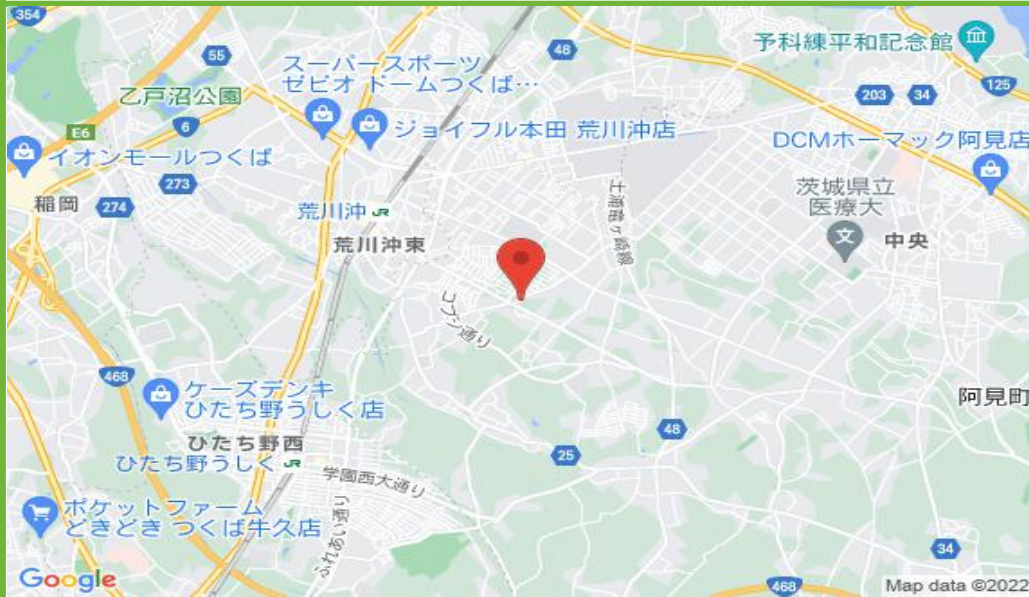 354
55
48
予科練平和記念館
125
スーパースポーツ
ゼビオ ドームつくば…
乙戸沼公園
6
E6
203
34
ジョイフル本田 荒川沖店
DCMホーマック阿見店
イオンモールつくば
273
274
稲岡
荒川沖 JR
荒川沖東
土浦竜ヶ崎線
茨城県立
医療大
文
中央
コブシ通り
468
ケーズデンキ
ひたち野うしく店
阿見町
48
ひたち野西
ひたち野うしく JR
25
学園西大通り
ポケットファーム
どきどき つくば牛久店
ふれあい通り
34
Google
468
Map data ©2022